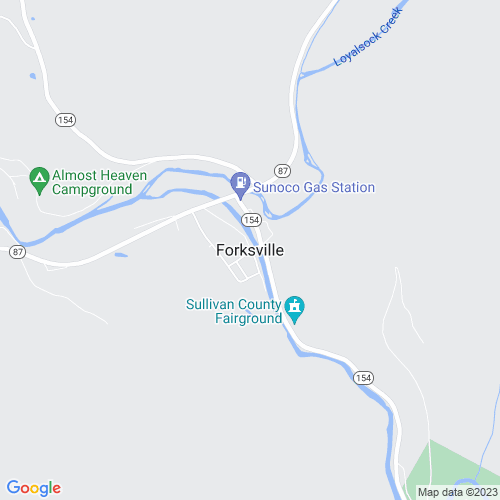 Loyalsock Creek
154
87
Almost Heaven
Campground
Sunoco Gas Station
154
87
Forksville
Sullivan County
Fairground
154
Google
Map data ©2023